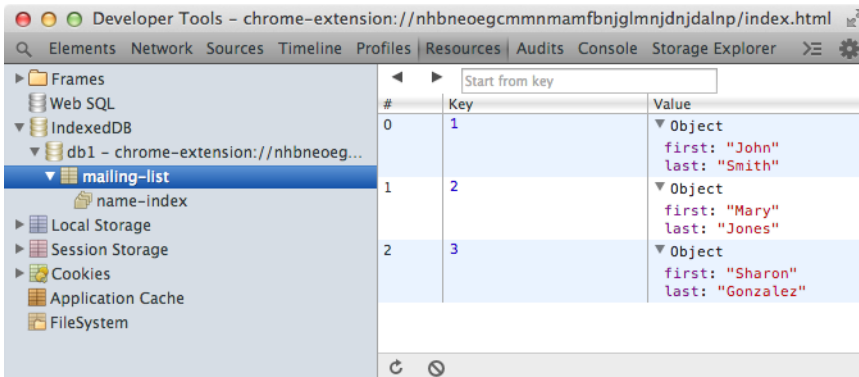 Developer Tools - chrome-extension://nhbneoegcmmnmamfbnjglmnjdnjdalnp/index.html
Elements Network Sources Timeline Profiles Resources Audits Console Storage Explorer
Frames
Web SQL
IndexedDB
db1 - chrome-extension://nhbneoeg...
mailing-list
name-index
Local Storage
Session Storage
Cookies
Application Cache
FileSystem
Start from key
# Key Value
0 1 Object
first: "John"
last: "Smith"
1 2 Object
first: "Mary"
last: "Jones"
2 3 Object
first: "Sharon"
last: "Gonzalez"